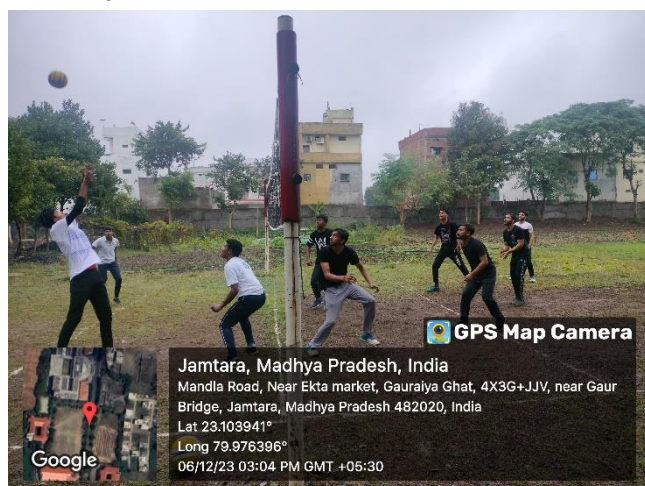 GPS Map Camera
Jamtara, Madhya Pradesh, India
Mandla Road, Near Ekta market, Gauraiya Ghat, 4X3G+JJV, near Gaur
Bridge, Jamtara, Madhya Pradesh 482020, India
Lat 23.103941°
Long 79.976396°
06/12/23 03:04 PM GMT +05:30
Google